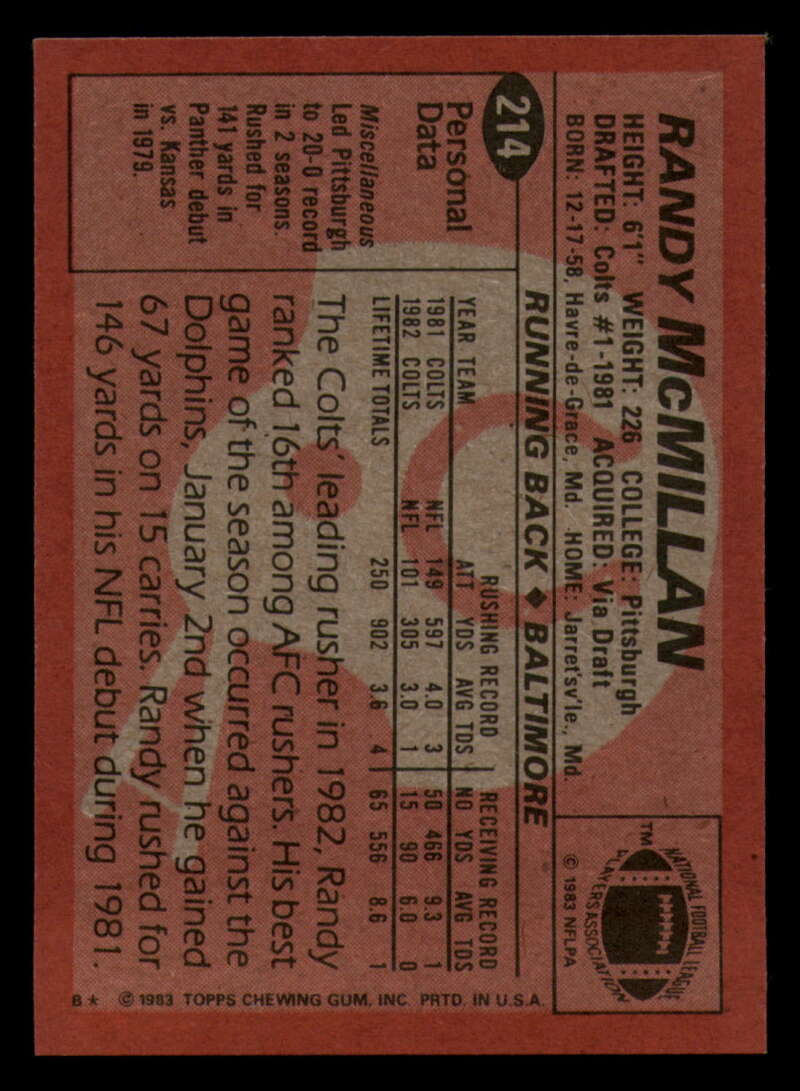 214
RANDY McMILLAN
HEIGHT: 6'1" WEIGHT: 226 COLLEGE: Pittsburgh
DRAFTED: Colts #1-1981 ACQUIRED: Via Draft
BORN: 12-17-58, Havre-de-Grace, Md. HOME: Jarret'sv'le., Md.
RUNNING BACK ♦ BALTIMORE
NATIONAL FOOTBALL LEAGUE
PLAYERS ASSOCIATION
TM
© 1983 NFLPA
Personal
Data
Miscellaneous
Led Pittsburgh
to 20-0 record
in 2 seasons.
Rushed for
141 yards in
Panther debut
vs. Kansas
in 1979.
RUSHING RECORD RECEIVING RECORD
YEAR TEAM ATT YDS AVG TDS NO YDS AVG TDS
1981 COLTS NFL 149 597 4.0 3 50 466 9.3 1
1982 COLTS NFL 101 305 3.0 1 15 90 6.0 0
LIFETIME TOTALS 250 902 3.6 4 65 556 8.6 1
The Colts' leading rusher in 1982, Randy
ranked 16th among AFC rushers. His best
game of the season occurred against the
Dolphins, January 2nd when he gained
67 yards on 15 carries. Randy rushed for
146 yards in his NFL debut during 1981.
B★ © 1983 TOPPS CHEWING GUM, INC. PRTD. IN U.S.A.